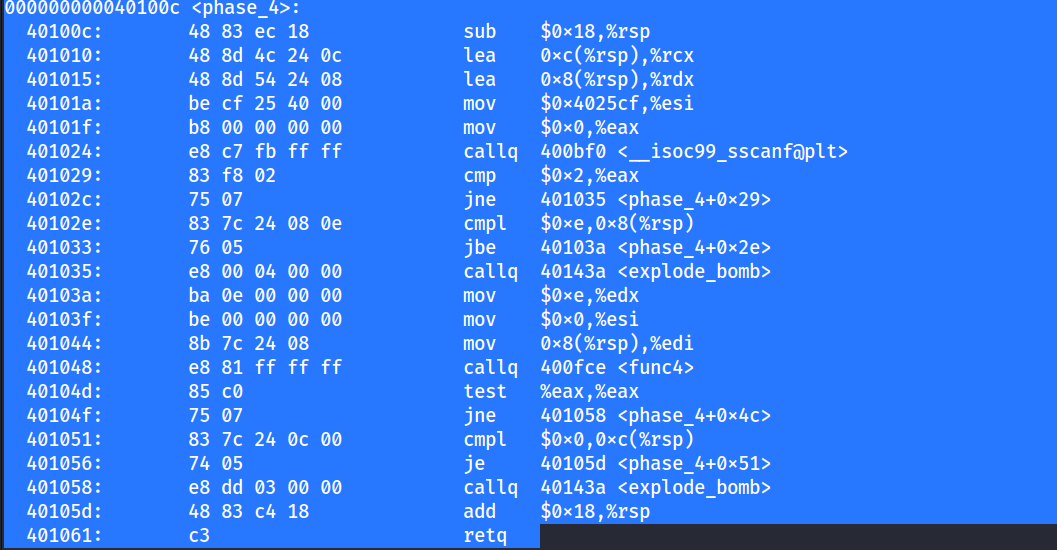 000000000040100c <phase_4>:
40100c: 48 83 ec 18 sub $0×18,%rsp
401010: 48 8d 4c 24 0c lea 0×c(%rsp),%rcx
401015: 48 8d 54 24 08 lea 0×8(%rsp),%rdx
40101a: be cf 25 40 00 mov $0×4025cf,%esi
40101f: b8 00 00 00 00 mov $0×0,%eax
401024: e8 c7 fb ff ff callq 400bf0 <__isoc99_sscanf@plt>
401029: 83 f8 02 cmp $0×2,%eax
40102c: 75 07 jne 401035 <phase_4+0×29>
40102e: 83 7c 24 08 0e cmpl $0×e,0×8(%rsp)
401033: 76 05 jbe 40103a <phase_4+0×2e>
401035: e8 00 04 00 00 callq 40143a <explode_bomb>
40103a: ba 0e 00 00 00 mov $0×e,%edx
40103f: be 00 00 00 00 mov $0×0,%esi
401044: 8b 7c 24 08 mov 0×8(%rsp),%edi
401048: e8 81 ff ff ff callq 400fce <func4>
40104d: 85 c0 test %eax,%eax
40104f: 75 07 jne 401058 <phase_4+0×4c>
401051: 83 7c 24 0c 00 cmpl $0×0,0×c(%rsp)
401056: 74 05 je 40105d <phase_4+0×51>
401058: e8 dd 03 00 00 callq 40143a <explode_bomb>
40105d: 48 83 c4 18 add $0×18,%rsp
401061: c3 retq